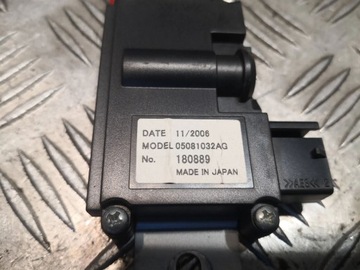 DATE 11/2006
MODEL 05081032AG
No. 180889
MADE IN JAPAN